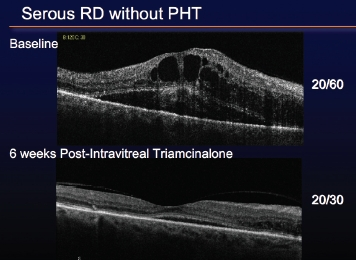 Serous RD without PHT
Baseline
20/60
6 weeks Post-Intravitreal Triamcinalone
20/30